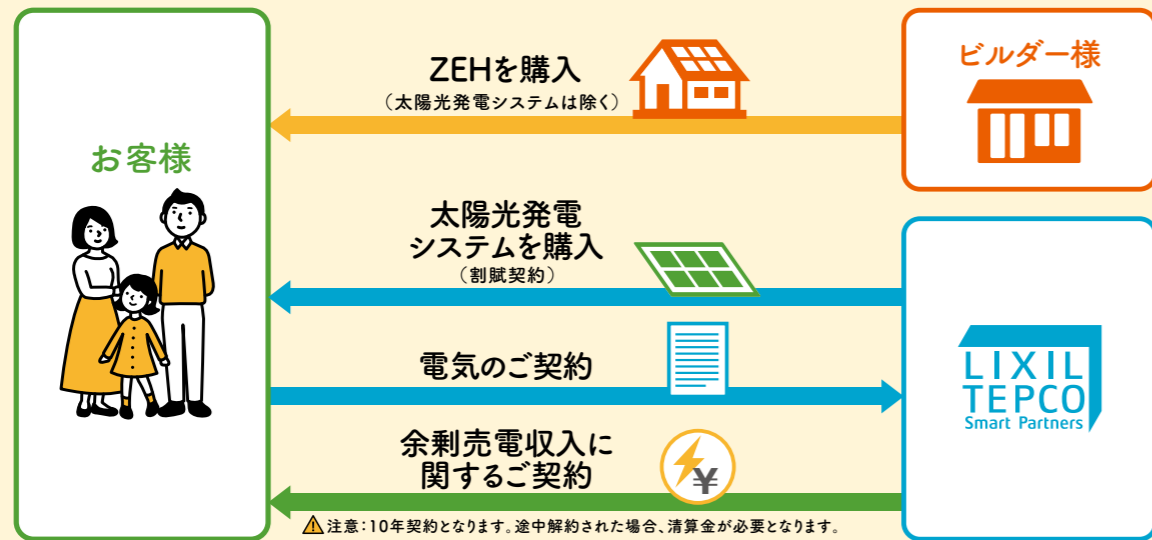 お客様
ZEHを購入
（太陽光発電システムは除く）
ビルダー様
太陽光発電
システムを購入
（割賦契約）
電気のご契約
余剰売電収入に
関するご契約
¥
LIXIL
TEPCO
Smart Partners
注意：10年契約となります。途中解約された場合、清算金が必要となります。